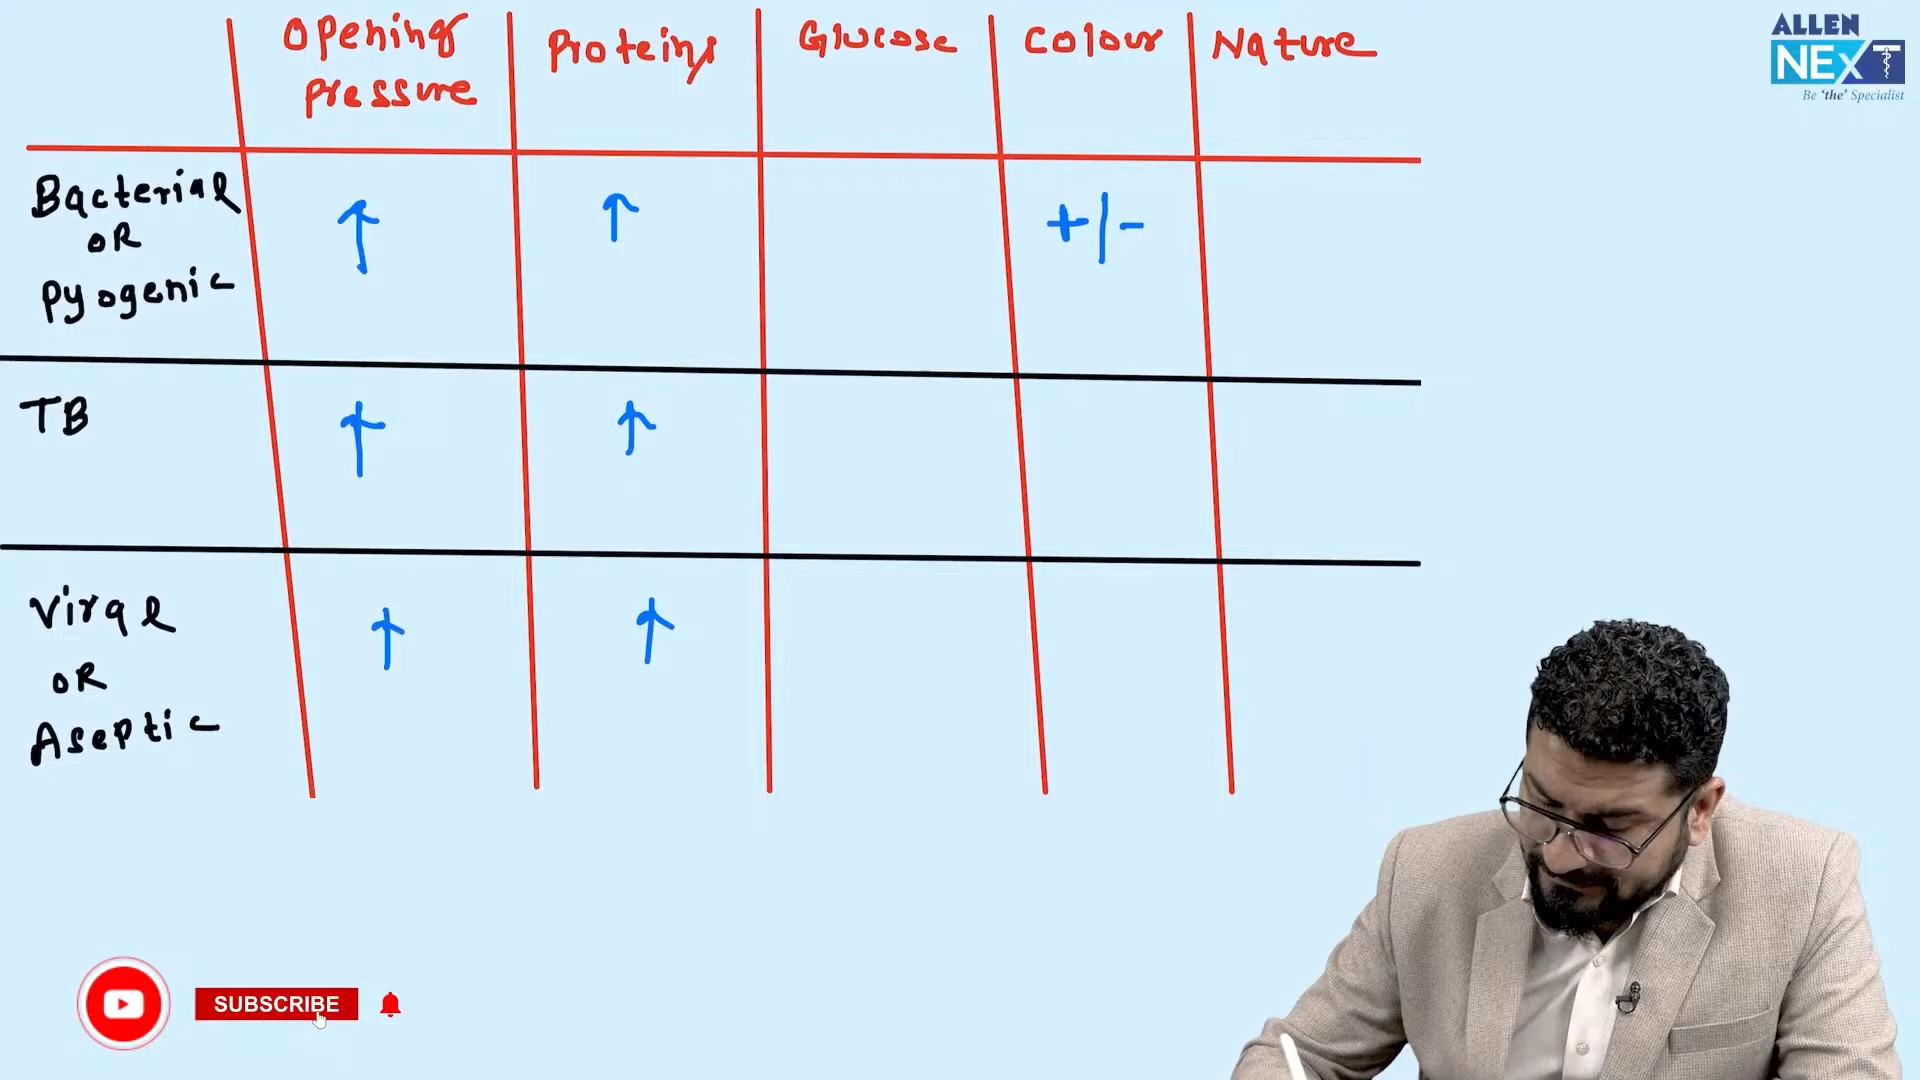 Opening Pressure Proteins Glucose Colour Nature
Bacterial
OR
Pyogenic
↑ ↑ +/-
TB
↑ ↑
Viral
OR
Aseptic
↑ ↑
ALLEN
NEXT
Be 'the' Specialist
SUBSCRIBE